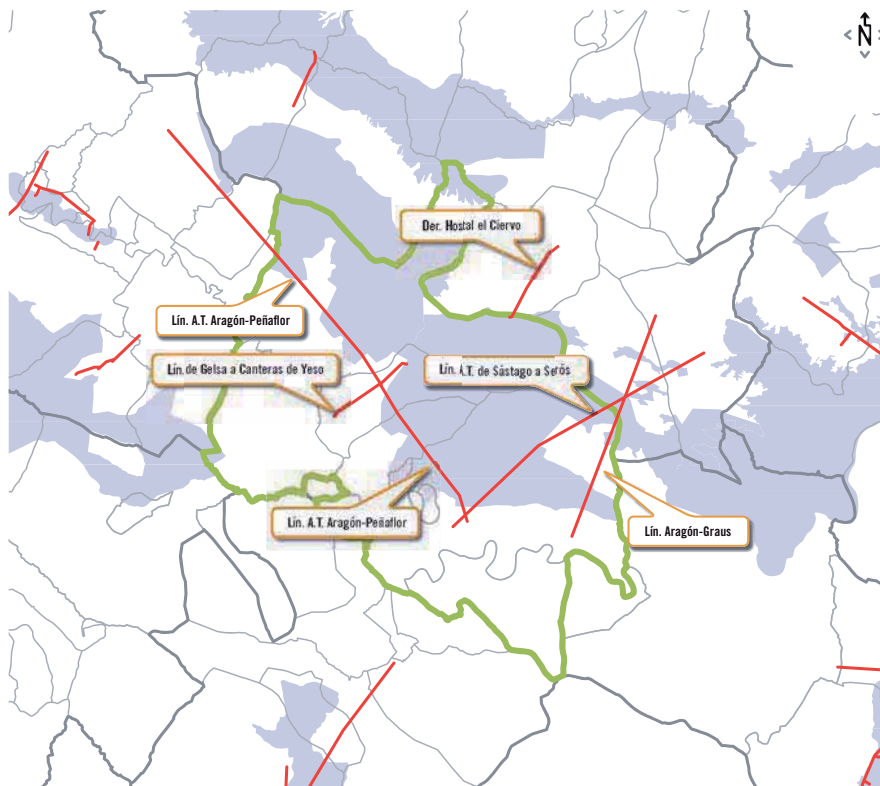 N
Der. Hostal el Ciervo
Lín. A.T. Aragón-Peñaflor
Lín. de Gelsa a Canteras de Yeso
Lín. A.T. de Sástago a Serós
Lín. A.T. Aragón-Peñaflor
Lín. Aragón-Graus